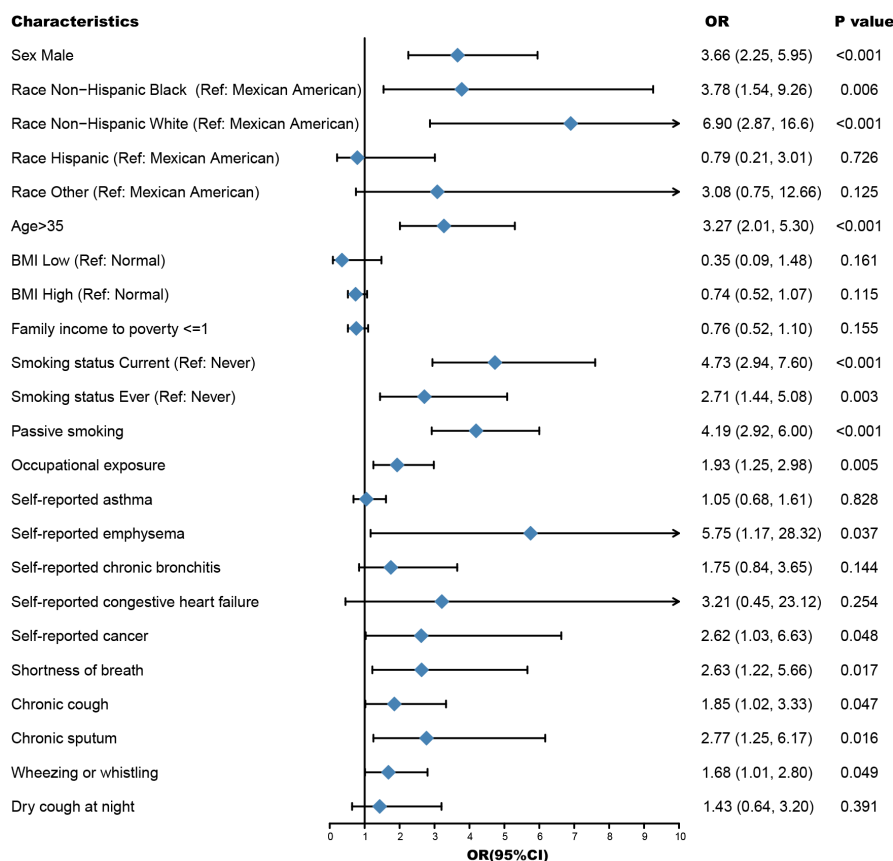 Characteristics OR P value
Sex Male 3.66 (2.25, 5.95) <0.001
Race Non−Hispanic Black (Ref: Mexican American) 3.78 (1.54, 9.26) 0.006
Race Non−Hispanic White (Ref: Mexican American) 6.90 (2.87, 16.6) <0.001
Race Hispanic (Ref: Mexican American) 0.79 (0.21, 3.01) 0.726
Race Other (Ref: Mexican American) 3.08 (0.75, 12.66) 0.125
Age>35 3.27 (2.01, 5.30) <0.001
BMI Low (Ref: Normal) 0.35 (0.09, 1.48) 0.161
BMI High (Ref: Normal) 0.74 (0.52, 1.07) 0.115
Family income to poverty <=1 0.76 (0.52, 1.10) 0.155
Smoking status Current (Ref: Never) 4.73 (2.94, 7.60) <0.001
Smoking status Ever (Ref: Never) 2.71 (1.44, 5.08) 0.003
Passive smoking 4.19 (2.92, 6.00) <0.001
Occupational exposure 1.93 (1.25, 2.98) 0.005
Self-reported asthma 1.05 (0.68, 1.61) 0.828
Self-reported emphysema 5.75 (1.17, 28.32) 0.037
Self-reported chronic bronchitis 1.75 (0.84, 3.65) 0.144
Self-reported congestive heart failure 3.21 (0.45, 23.12) 0.254
Self-reported cancer 2.62 (1.03, 6.63) 0.048
Shortness of breath 2.63 (1.22, 5.66) 0.017
Chronic cough 1.85 (1.02, 3.33) 0.047
Chronic sputum 2.77 (1.25, 6.17) 0.016
Wheezing or whistling 1.68 (1.01, 2.80) 0.049
Dry cough at night 1.43 (0.64, 3.20) 0.391
0 1 2 3 4 5 6 7 8 9 10
OR(95%CI)